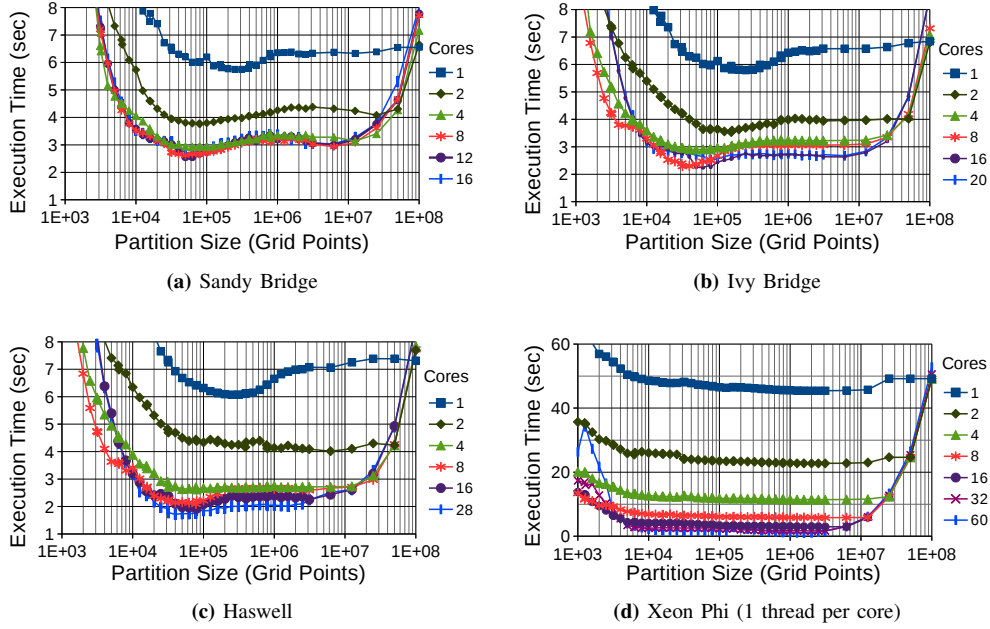 Execution Time (sec)
8
7
6
5
4
3
2
1
1E+03 1E+04 1E+05 1E+06 1E+07 1E+08
Partition Size (Grid Points)
Cores
1
2
4
8
12
16
(a) Sandy Bridge
Execution Time (sec)
8
7
6
5
4
3
2
1
1E+03 1E+04 1E+05 1E+06 1E+07 1E+08
Partition Size (Grid Points)
Cores
1
2
4
8
16
20
(b) Ivy Bridge
Execution Time (sec)
8
7
6
5
4
3
2
1
1E+03 1E+04 1E+05 1E+06 1E+07 1E+08
Partition Size (Grid Points)
Cores
1
2
4
8
16
28
(c) Haswell
Execution Time (sec)
60
40
20
0
1E+03 1E+04 1E+05 1E+06 1E+07 1E+08
Partition Size (Grid Points)
Cores
1
2
4
8
16
32
60
(d) Xeon Phi (1 thread per core)